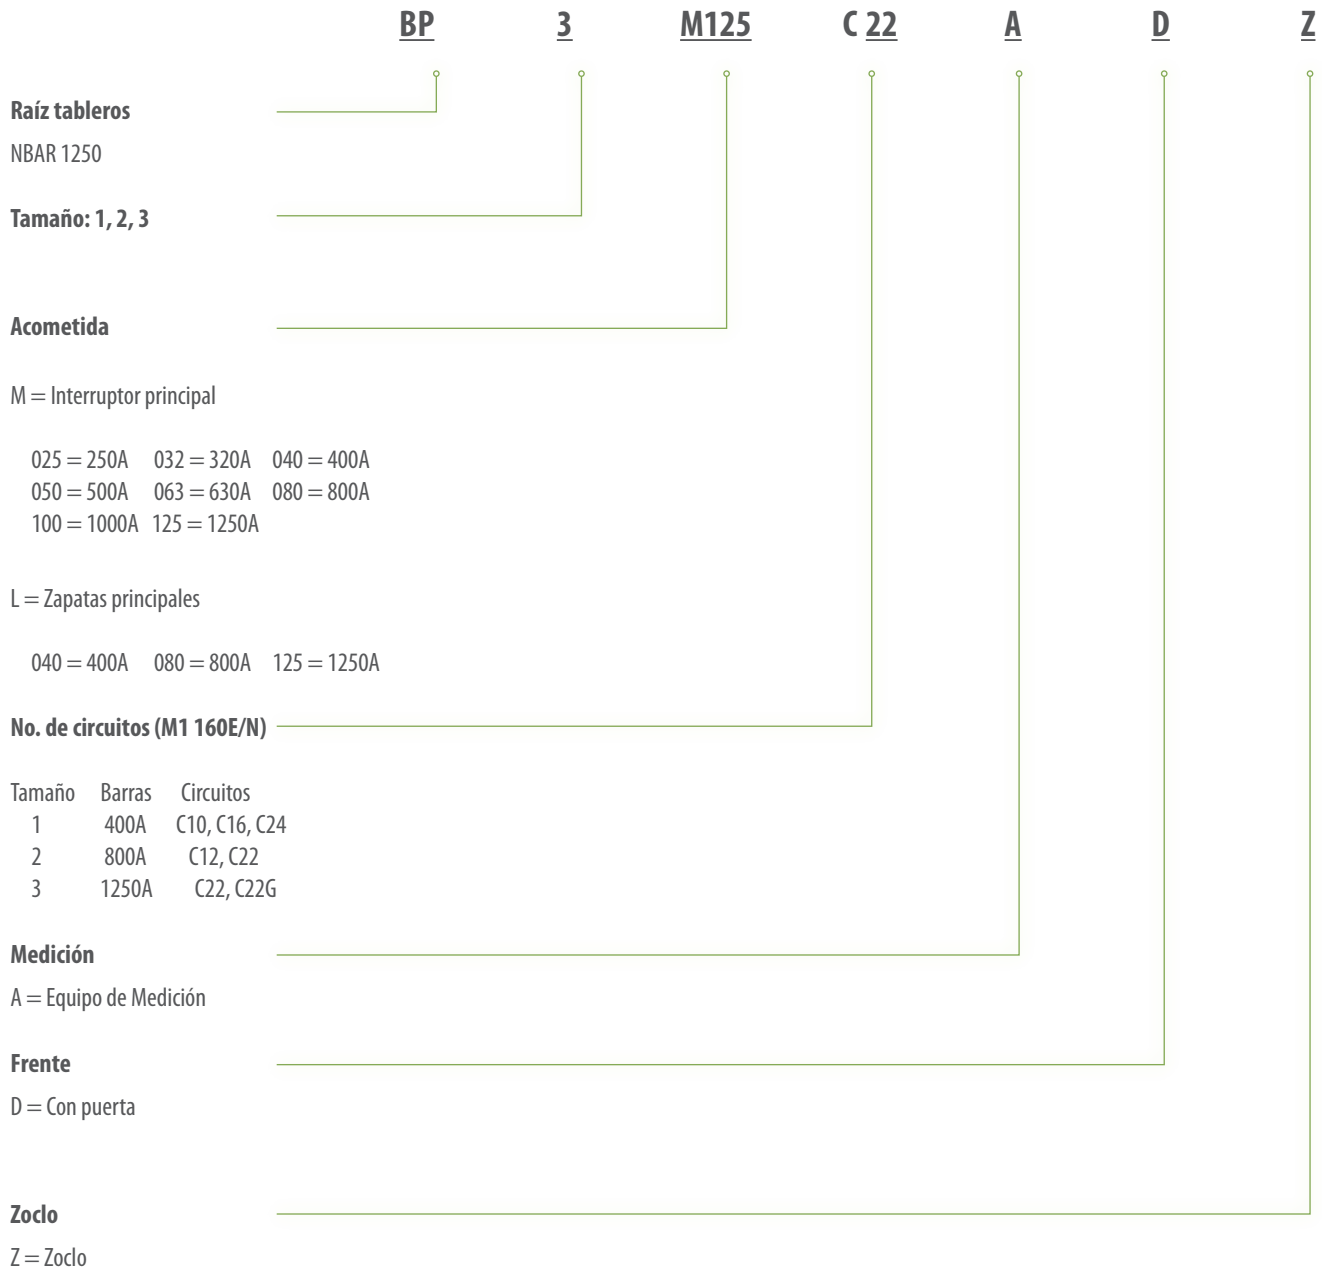 BP 3 M125 C 22 A D Z
Raíz tableros
NBAR 1250
Tamaño: 1, 2, 3
Acometida
M = Interruptor principal
025 = 250A 032 = 320A 040 = 400A
050 = 500A 063 = 630A 080 = 800A
100 = 1000A 125 = 1250A
L = Zapatas principales
040 = 400A 080 = 800A 125 = 1250A
No. de circuitos (M1 160E/N)
Tamaño Barras Circuitos
1 400A C10, C16, C24
2 800A C12, C22
3 1250A C22, C22G
Medición
A = Equipo de Medición
Frente
D = Con puerta
Zoclo
Z = Zoclo